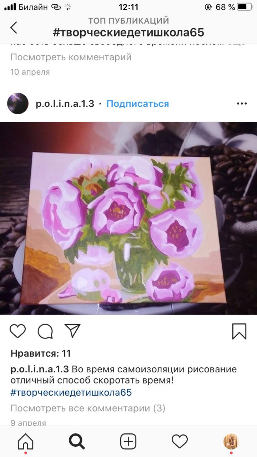 Билайн 12:11 68 %
ТОП ПУБЛИКАЦИЙ
#творческиедетишкола65
Посмотреть комментарий
10 апреля
p.o.l.i.n.a.1.3 • Подписаться
Нравится: 11
p.o.l.i.n.a.1.3 Во время самоизоляции рисование
отличный способ скоротать время!
#творческиедетишкола65
Посмотреть все комментарии (3)
9 апреля